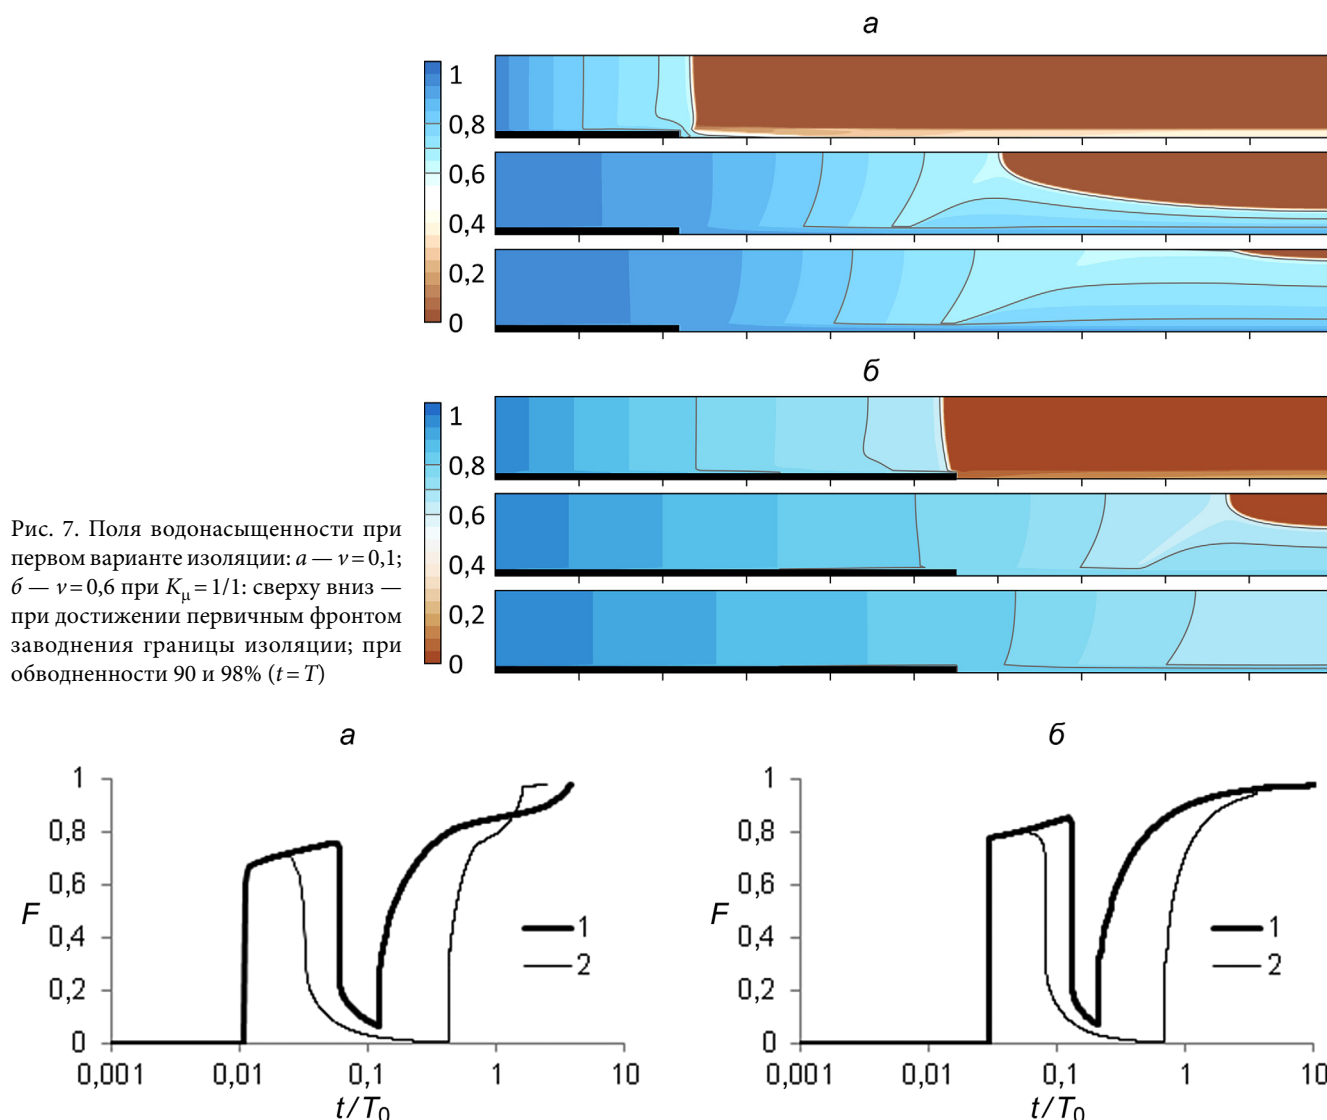 а
1
0,8
0,6
0,4
0,2
0
б
1
0,8
0,6
0,4
0,2
0
Рис. 7. Поля водонасыщенности при
первом варианте изоляции: а — ν = 0,1;
б — ν = 0,6 при Kμ = 1/1: сверху вниз —
при достижении первичным фронтом
заводнения границы изоляции; при
обводненности 90 и 98% (t = T)
а
1
0,8
0,6
F
0,4
0,2
0
0,001
0,01
0,1
1
10
t/T0
1
2
б
1
0,8
0,6
F
0,4
0,2
0
0,001
0,01
0,1
1
10
t/T0
1
2